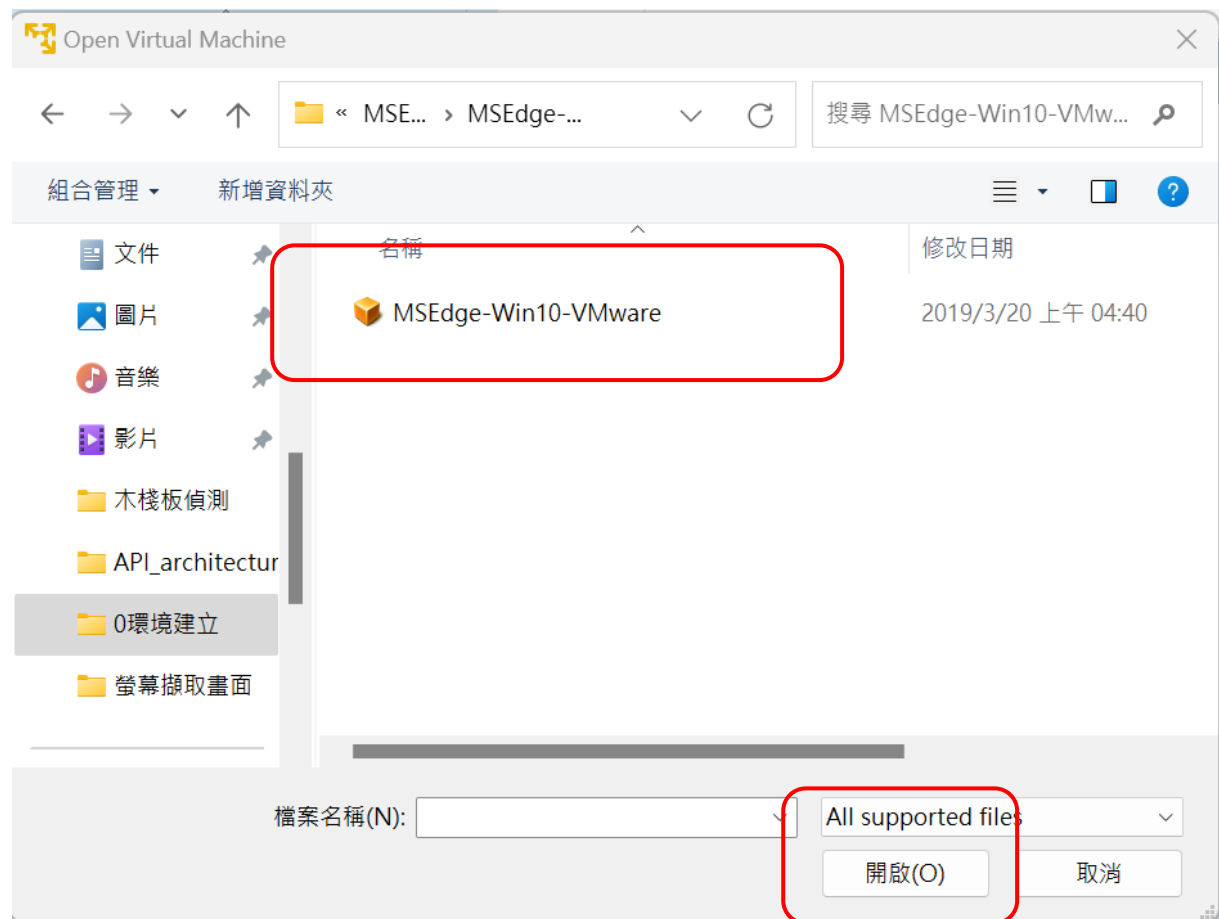 Open Virtual Machine
« MSE... › MSEdge-...
搜尋 MSEdge-Win10-VMw...
組合管理
新增資料夾
名稱
修改日期
文件
圖片
音樂
影片
木棧板偵測
API_architectur
0環境建立
螢幕擷取畫面
MSEdge-Win10-VMware
2019/3/20 上午 04:40
檔案名稱(N):
All supported files
開啟(O)
取消